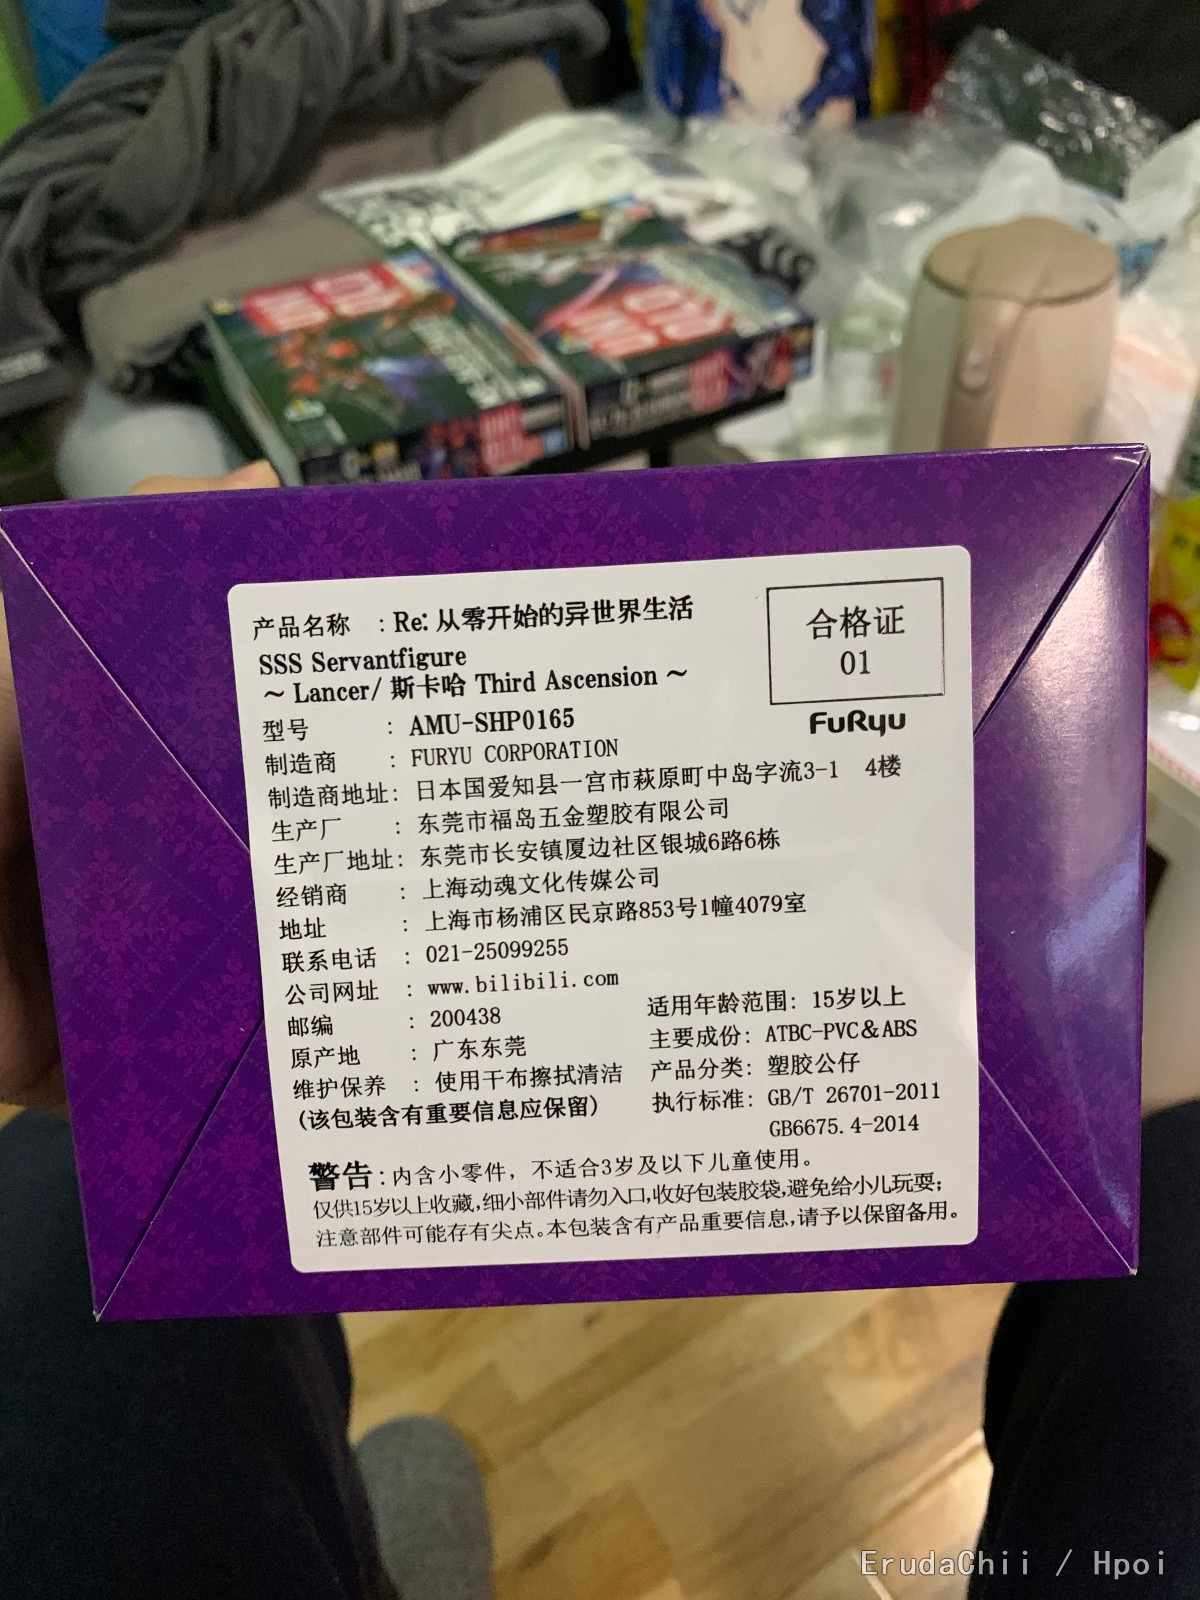 产品名称 ：Re: 从零开始的异世界生活
SSS Servantfigure
～ Lancer/ 斯卡哈 Third Ascension ～
合格证
01
FuRyu
型号 ：AMU-SHP0165
制造商 ：FURYU CORPORATION
制造商地址：日本国爱知县一宫市萩原町中岛字流3-1 4楼
生产厂 ：东莞市福岛五金塑胶有限公司
生产厂地址：东莞市长安镇厦边社区银城6路6栋
经销商 ：上海动魂文化传媒公司
地址 ：上海市杨浦区民京路853号1幢4079室
联系电话 ：021-25099255
公司网址 ：www.bilibili.com
邮编 ：200438
原产地 ：广东东莞
维护保养 ：使用干布擦拭清洁
(该包装含有重要信息应保留)
适用年龄范围：15岁以上
主要成份：ATBC-PVC＆ABS
产品分类：塑胶公仔
执行标准：GB/T 26701-2011
GB6675.4-2014
警告：内含小零件，不适合3岁及以下儿童使用。
仅供15岁以上收藏,细小部件请勿入口,收好包装胶袋,避免给小儿玩耍；
注意部件可能存有尖点。本包装含有产品重要信息,请予以保留备用。
ErudaChii / Hpoi